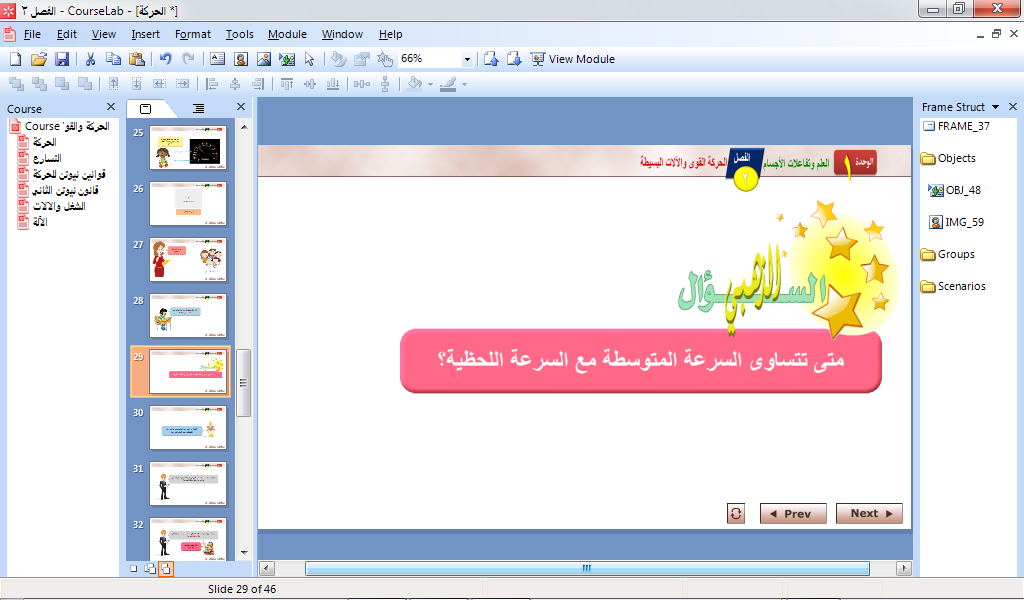 الفصل ٢ - CourseLab - [الحركة *]
File Edit View Insert Format Tools Module Window Help
66% View Module
Course
Course 'الحركة والقو
الحركة
التسارع
قوانين نيوتن للحركة
قانون نيوتن الثاني
الشغل والآلات
الآلة
25
26
27
28
29
30
31
32
الوحدة ١
العلم وتفاعلات الأجسام
الفصل ٢
الحركة القوى والآلات البسيطة
السؤال الذهبي
متى تتساوى السرعة المتوسطة مع السرعة اللحظية؟
Prev
Next
Frame Struct
FRAME_37
Objects
OBJ_48
IMG_59
Groups
Scenarios
Slide 29 of 46